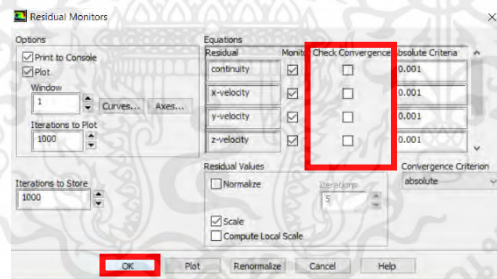 Residual Monitors
Options
Print to Console
Plot
Window
1
Curves...
Axes...
Iterations to Plot
1000
Iterations to Store
1000
Equations
Residual Monito Check Convergence Absolute Criteria
continuity 0.001
x-velocity 0.001
y-velocity 0.001
z-velocity 0.001
Residual Values
Normalize
Iterations
5
Scale
Compute Local Scale
Convergence Criterion
absolute
OK Plot Renormalize Cancel Help